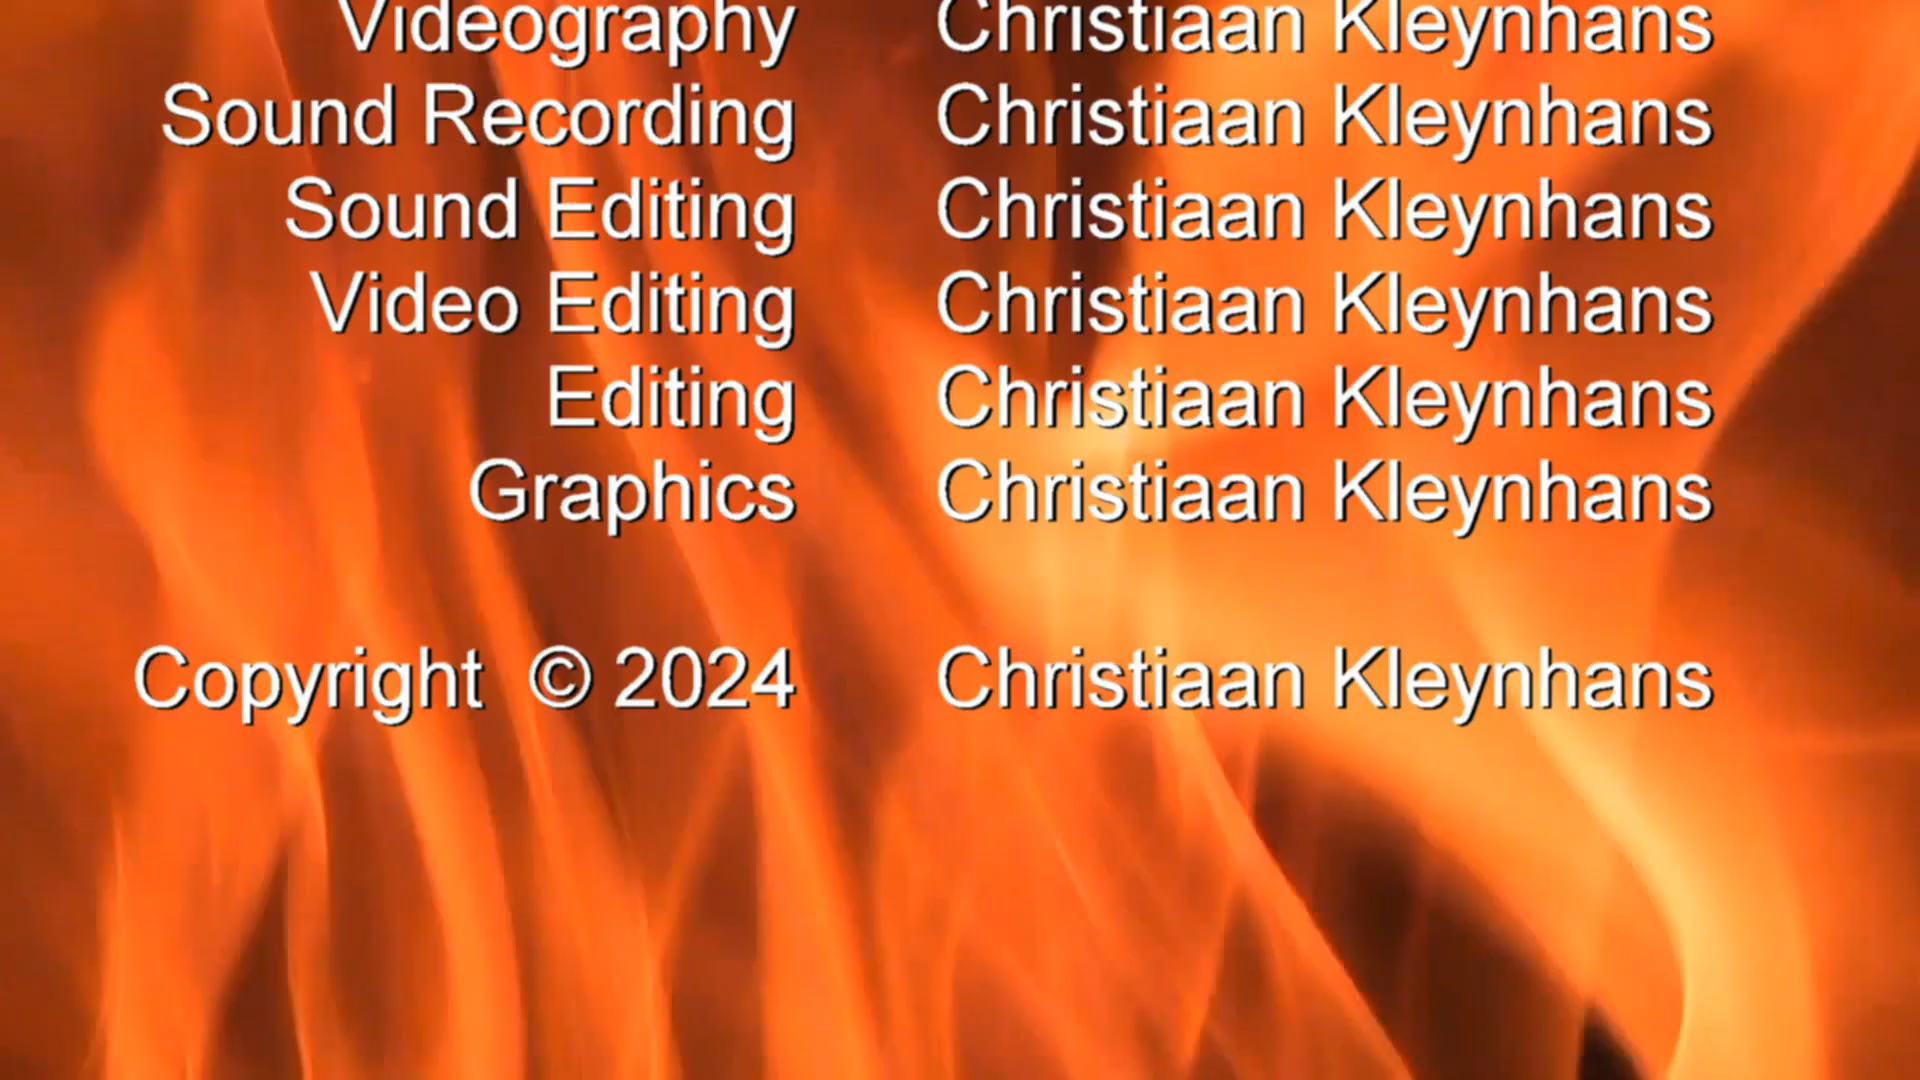 Videography Christiaan Kleynhans
Sound Recording Christiaan Kleynhans
Sound Editing Christiaan Kleynhans
Video Editing Christiaan Kleynhans
Editing Christiaan Kleynhans
Graphics Christiaan Kleynhans
Copyright © 2024 Christiaan Kleynhans